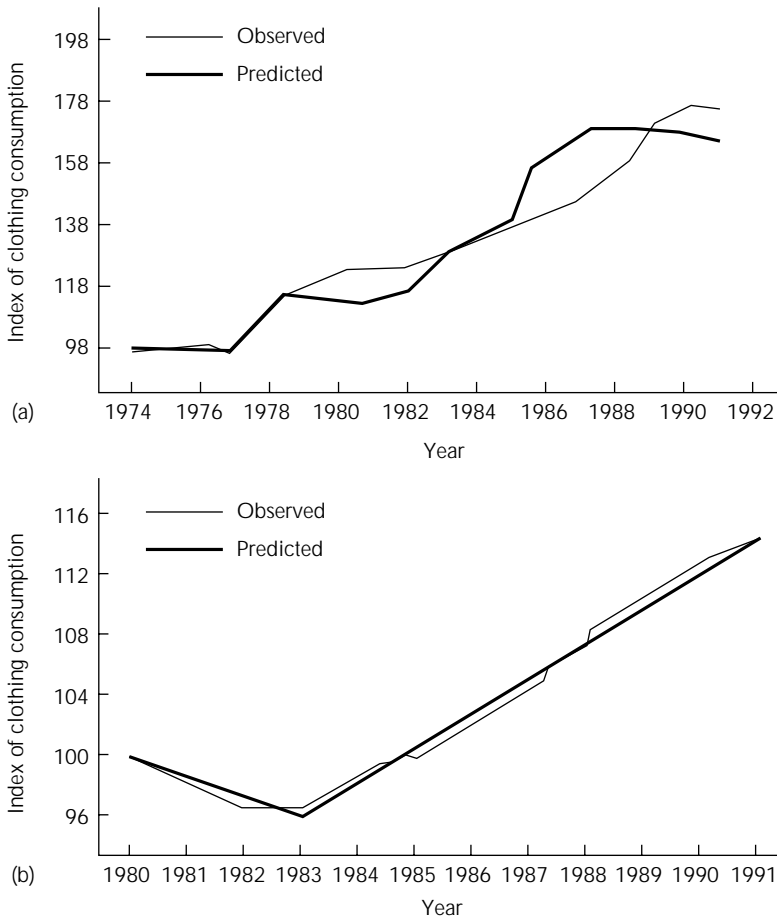 Index of clothing consumption
198
178
158
138
118
98
Observed
Predicted
(a)
1974 1976 1978 1980 1982 1984 1986 1988 1990 1992
Year
Index of clothing consumption
116
112
108
104
100
96
Observed
Predicted
(b)
1980 1981 1982 1983 1984 1985 1986 1987 1988 1989 1990 1991
Year